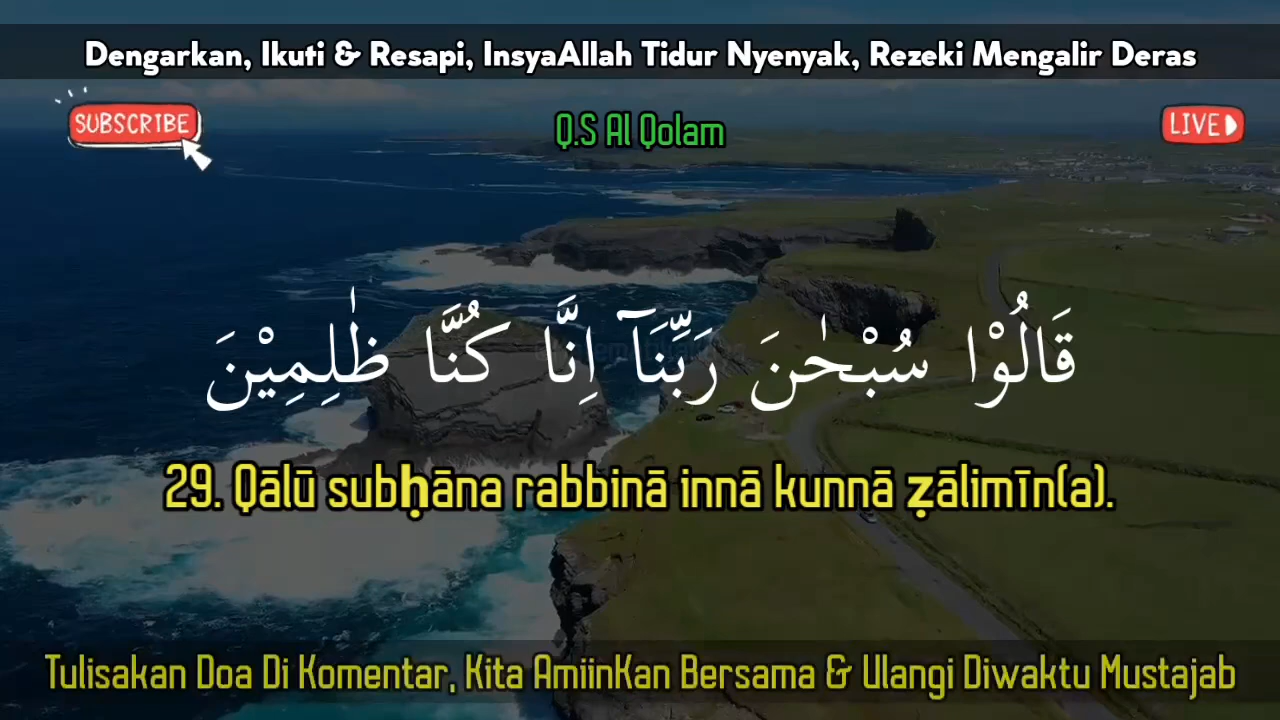 Dengarkan, Ikuti & Resapi, InsyaAllah Tidur Nyenyak, Rezeki Mengalir Deras
SUBSCRIBE
Q.S Al Qolam
LIVE
قَالُوْا سُبْحٰنَ رَبِّنَآ اِنَّا كُنَّا ظٰلِمِيْنَ
29. Qālū subḥāna rabbinā innā kunnā ẓālimīn(a).
Tulisakan Doa Di Komentar, Kita AmiinKan Bersama & Ulangi Diwaktu Mustajab